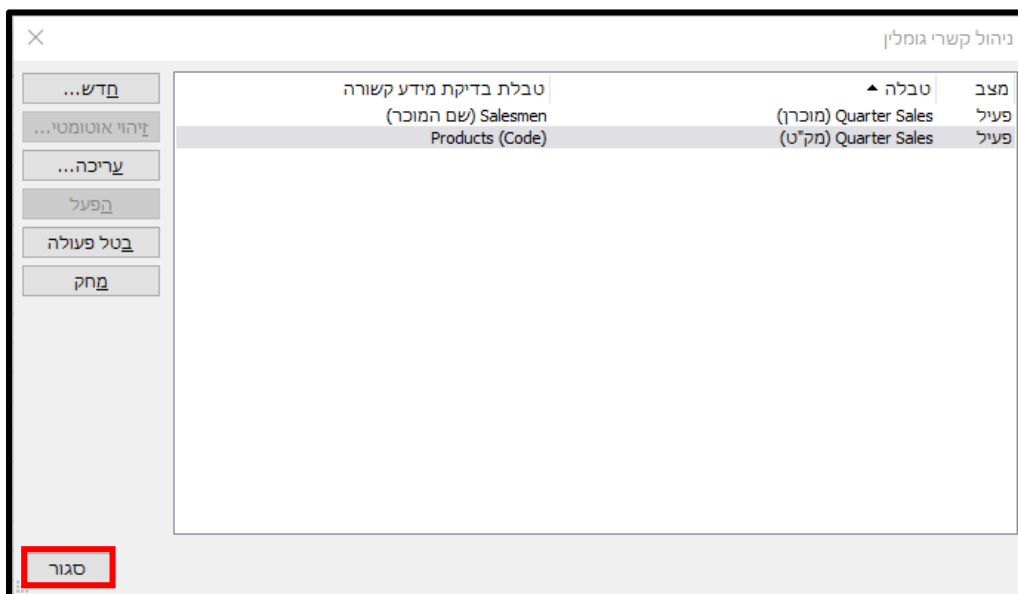 ניהול קשרי גומלין
מצב טבלה טבלת בדיקת מידע קשורה
פעיל Quarter Sales (מוכרן) Salesmen (שם המוכר)
פעיל Quarter Sales (מק"ט) Products (Code)
חדש...
זיהוי אוטומטי...
עריכה...
הפעל
בטל פעולה
מחק
סגור